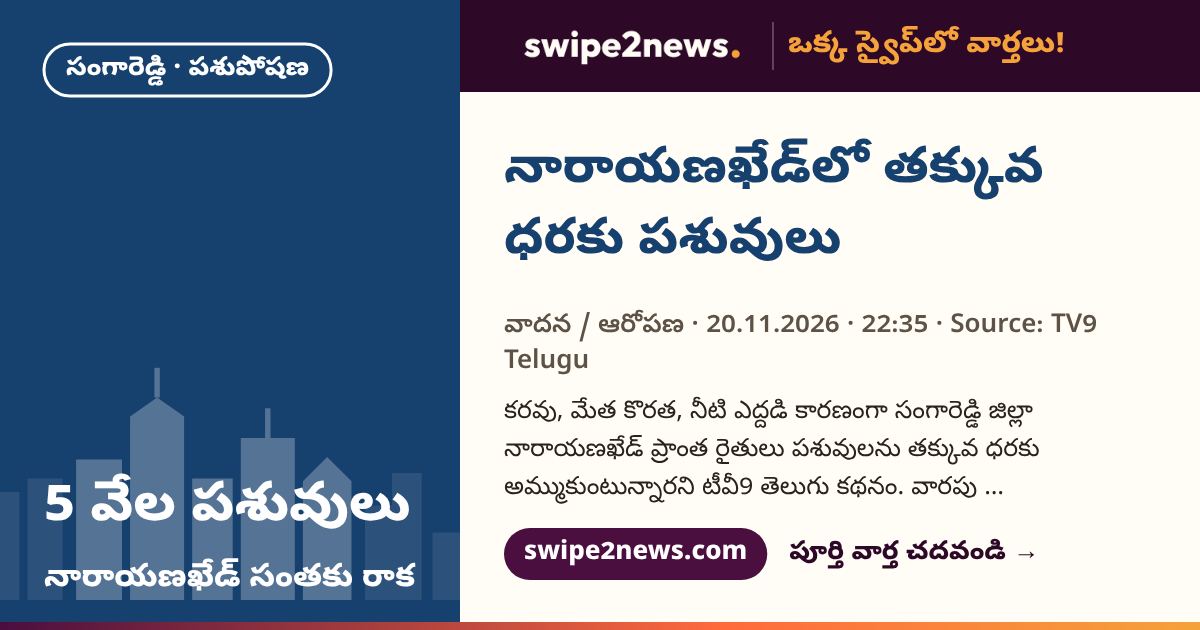 సంగారెడ్డి · పశుపోషణ
5 వేల పశువులు
నారాయణఖేడ్ సంతకు రాక
swipe2news.
ఒక్క స్వైప్‌లో వార్తలు!
నారాయణఖేడ్‌లో తక్కువ
ధరకు పశువులు
వాదన / ఆరోపణ · 20.11.2026 · 22:35 · Source: TV9
Telugu
కరవు, మేత కొరత, నీటి ఎద్దడి కారణంగా సంగారెడ్డి జిల్లా
నారాయణఖేడ్ ప్రాంత రైతులు పశువులను తక్కువ ధరకు
అమ్ముకుంటున్నారని టీవీ9 తెలుగు కథనం. వారపు ...
swipe2news.com
పూర్తి వార్త చదవండి →